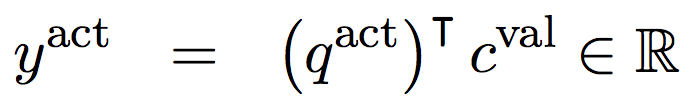 y^act = (q^act)^⊤ c^val ∈ ℝ